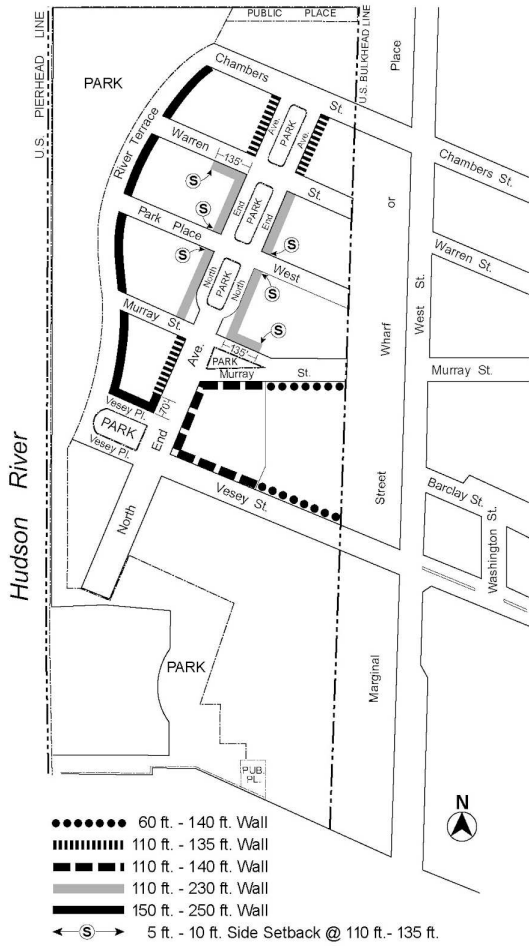 PUBLIC PLACE
U.S. PIERHEAD LINE
U.S. BULKHEAD LINE
PARK
Chambers St.
Place
Ave.
PARK
Ave.
River Terrace
Warren St.
135'
Chambers St.
S
S
End
PARK
End
or
Park Place
Warren St.
S
S
West
North
PARK
North
S
West St.
Wharf
Murray St.
S
Ave.
135'
PARK
Murray St.
Murray St.
70'
Vesey Pl.
PARK
Vesey Pl.
End
Hudson River
North
Vesey St.
Street
Barclay St.
Washington St.
PARK
Marginal
PUB. PL.
N
60 ft. - 140 ft. Wall
110 ft. - 135 ft. Wall
110 ft. - 140 ft. Wall
110 ft. - 230 ft. Wall
150 ft. - 250 ft. Wall
S 5 ft. - 10 ft. Side Setback @ 110 ft.- 135 ft.